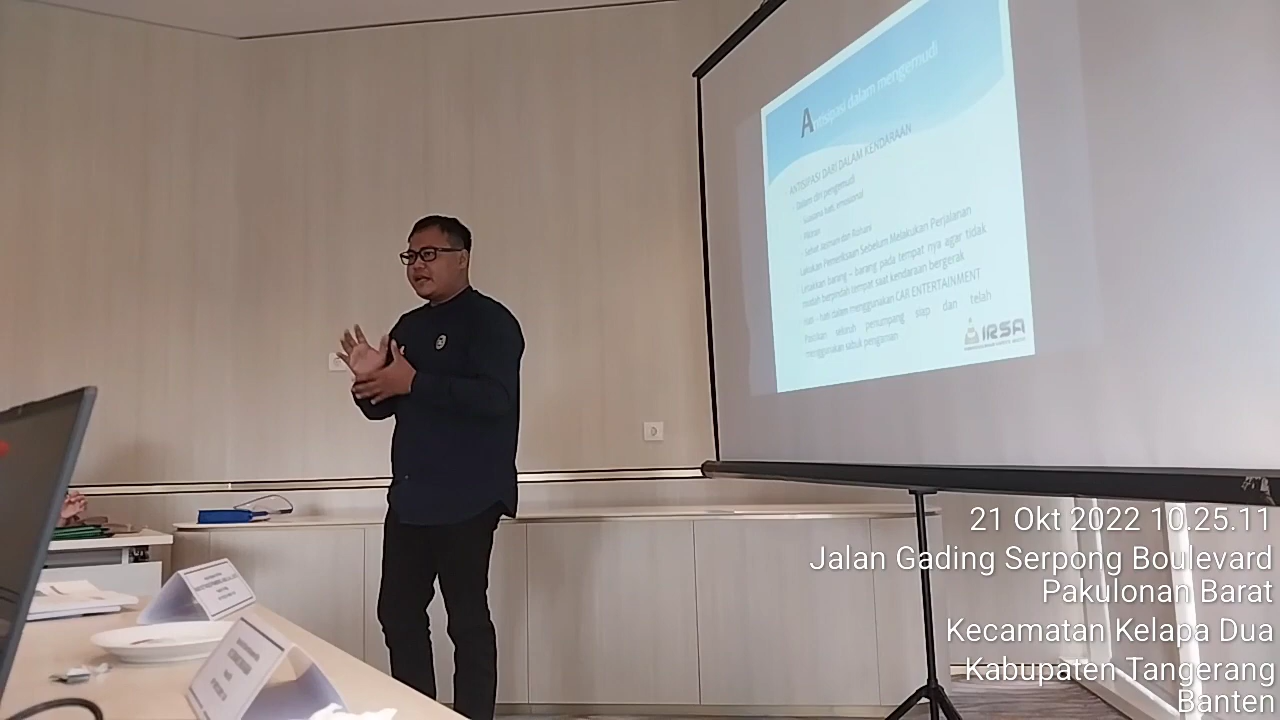 Antisipasi dalam mengemudi
ANTISIPASI DARI DALAM KENDARAAN
Dalam diri pengemudi
Suasana hati, emosional
Pikiran
Sehat Jasmani dan Rohani
Lakukan Pemeriksaan Sebelum Melakukan Perjalanan
Letakkan barang – barang pada tempat nya agar tidak
mudah berpindah tempat saat kendaraan bergerak
Hati – hati dalam menggunakan CAR ENTERTAINMENT
Pastikan seluruh penumpang siap dan telah
menggunakan sabuk pengaman
IRSA
21 Okt 2022 10.25.11
Jalan Gading Serpong Boulevard
Pakulonan Barat
Kecamatan Kelapa Dua
Kabupaten Tangerang
Banten